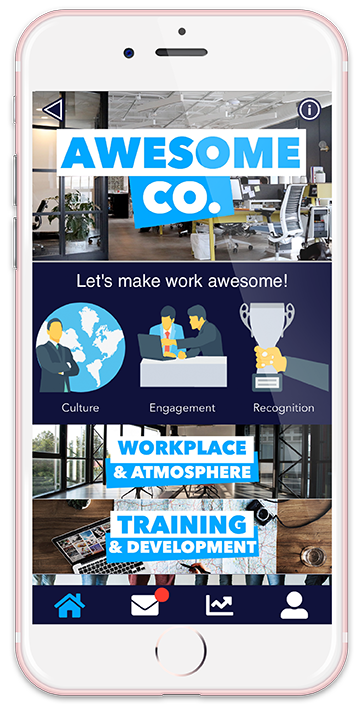 AWESOME
CO.
Let's make work awesome!
Culture Engagement Recognition
WORKPLACE
& ATMOSPHERE
TRAINING
& DEVELOPMENT